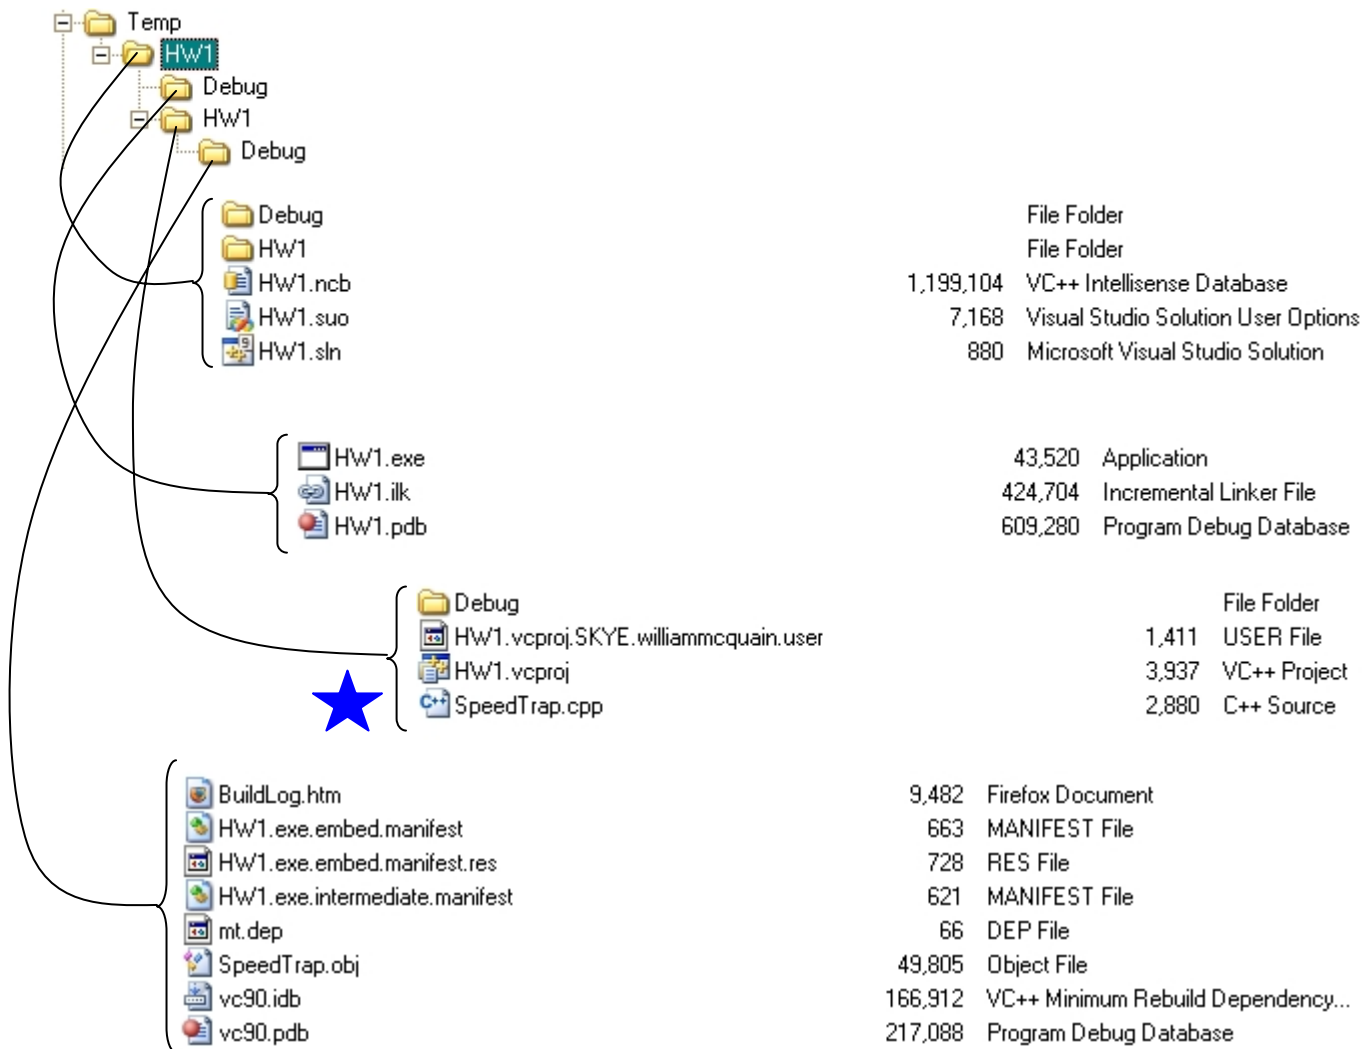 Temp
HW1
Debug
HW1
Debug
Debug File Folder
HW1 File Folder
HW1.ncb 1,199,104 VC++ Intellisense Database
HW1.suo 7,168 Visual Studio Solution User Options
HW1.sln 880 Microsoft Visual Studio Solution
HW1.exe 43,520 Application
HW1.ilk 424,704 Incremental Linker File
HW1.pdb 609,280 Program Debug Database
Debug File Folder
HW1.vcproj.SKYE.williammcquain.user 1,411 USER File
HW1.vcproj 3,937 VC++ Project
SpeedTrap.cpp 2,880 C++ Source
BuildLog.htm 9,482 Firefox Document
HW1.exe.embed.manifest 663 MANIFEST File
HW1.exe.embed.manifest.res 728 RES File
HW1.exe.intermediate.manifest 621 MANIFEST File
mt.dep 66 DEP File
SpeedTrap.obj 49,805 Object File
vc90.idb 166,912 VC++ Minimum Rebuild Dependency...
vc90.pdb 217,088 Program Debug Database